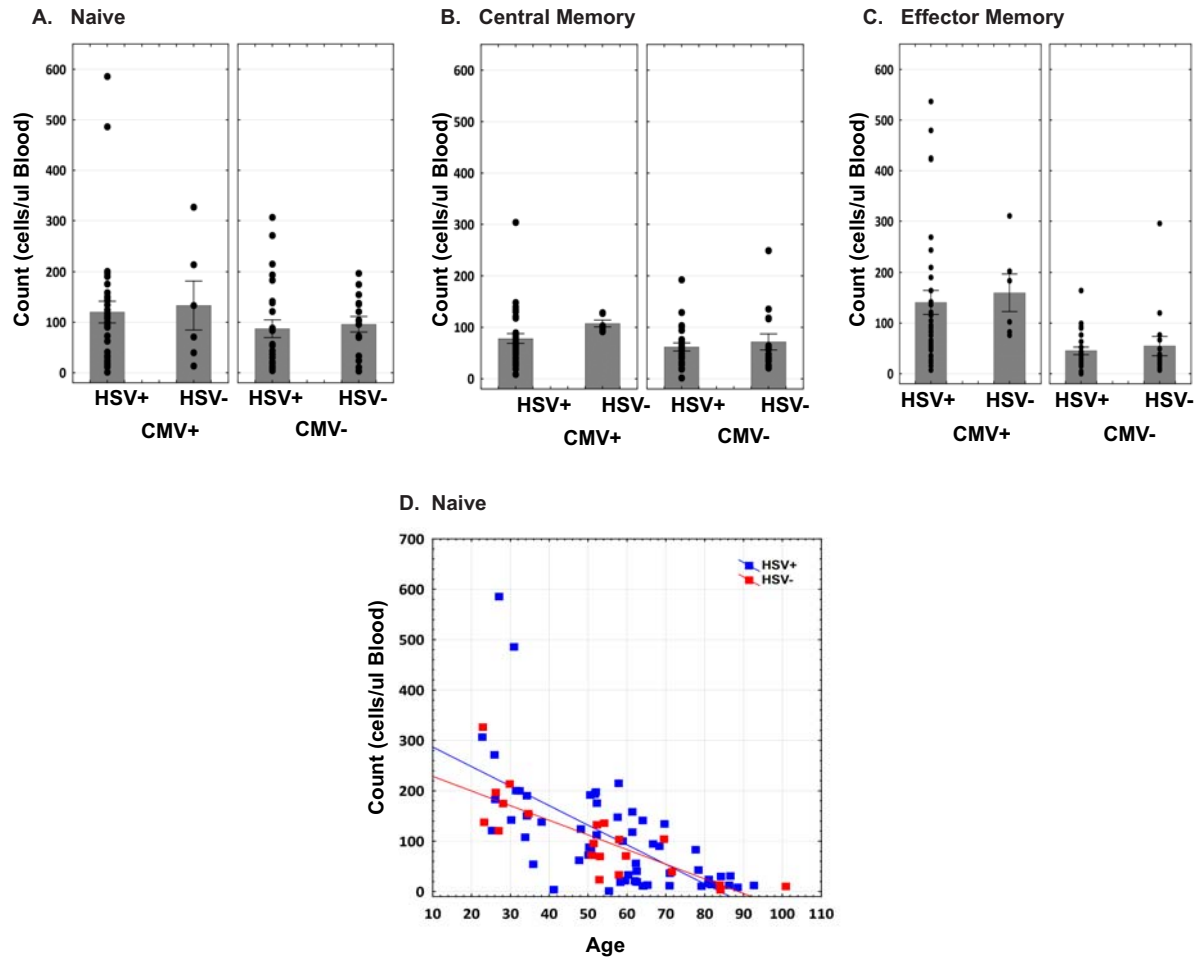 A. Naive
B. Central Memory
C. Effector Memory
Count (cells/ul Blood)
600
500
400
300
200
100
0
HSV+ HSV- HSV+ HSV-
CMV+ CMV-
Count (cells/ul Blood)
600
500
400
300
200
100
0
HSV+ HSV- HSV+ HSV-
CMV+ CMV-
Count (cells/ul Blood)
600
500
400
300
200
100
0
HSV+ HSV- HSV+ HSV-
CMV+ CMV-
D. Naive
Count (cells/ul Blood)
700
600
500
400
300
200
100
0
HSV+
HSV-
10 20 30 40 50 60 70 80 90 100 110
Age